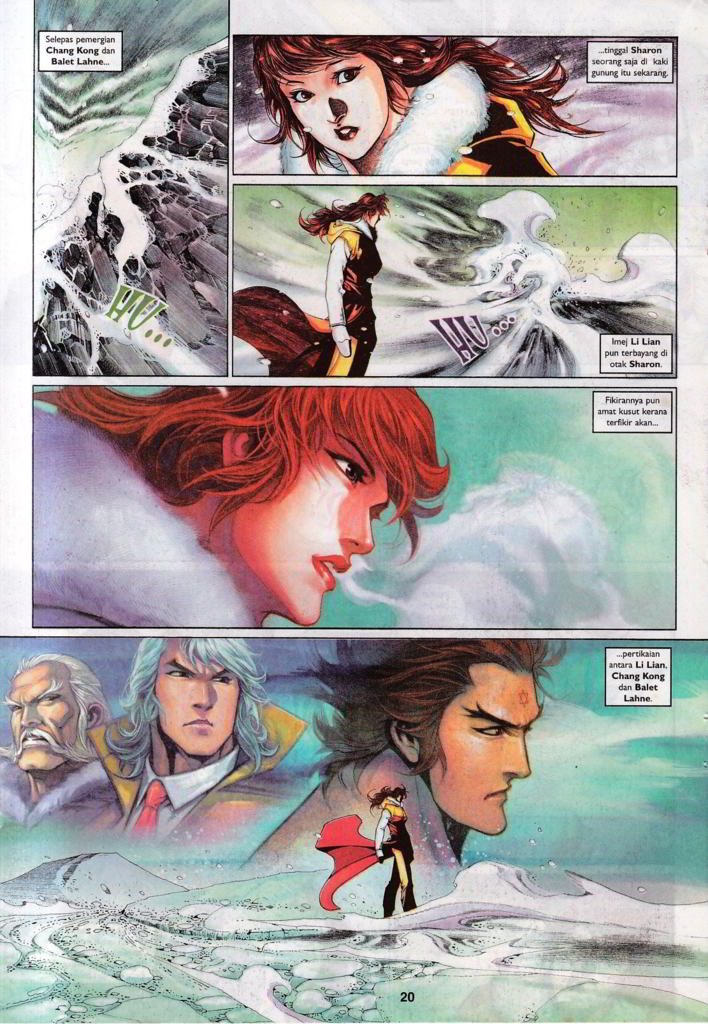 Selepas pemergian
Chang Kong dan
Balet Lahne...
...tinggal Sharon
seorang saja di kaki
gunung itu sekarang.
HU...
HU...
Imej Li Lian
pun terbayang di
otak Sharon.
Fikirannya pun
amat kusut kerana
terfikir akan...
...pertikaian
antara Li Lian,
Chang Kong
dan Balet
Lahne.
20